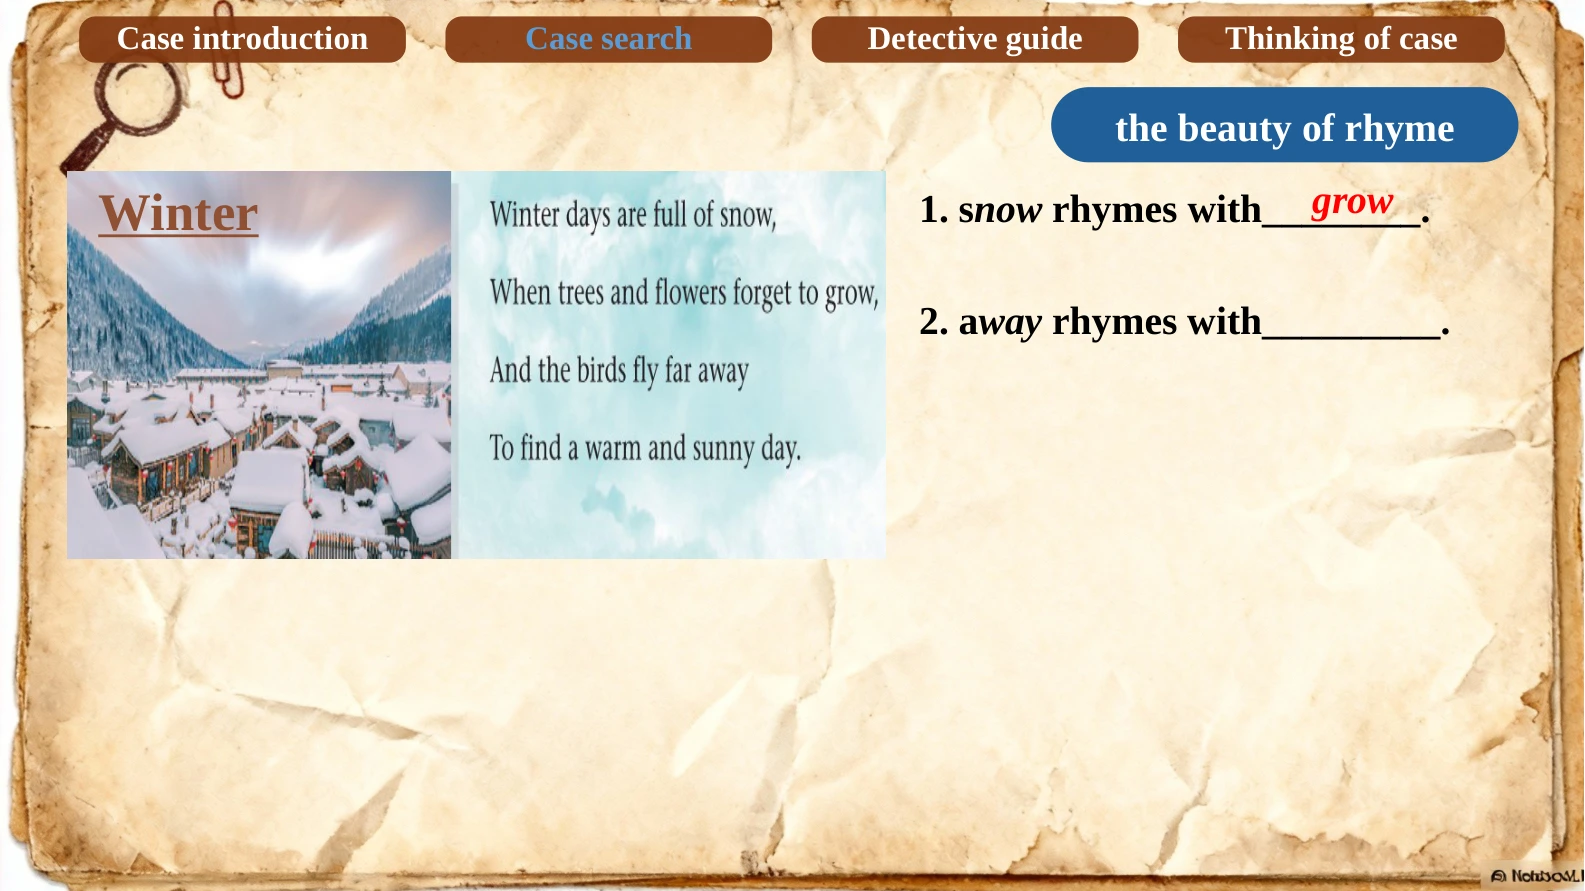 Case introduction
Case search
Detective guide
Thinking of case
the beauty of rhyme
Winter
Winter days are full of snow,
When trees and flowers forget to grow,
And the birds fly far away
To find a warm and sunny day.
1. snow rhymes with________.
grow
2. away rhymes with_________.